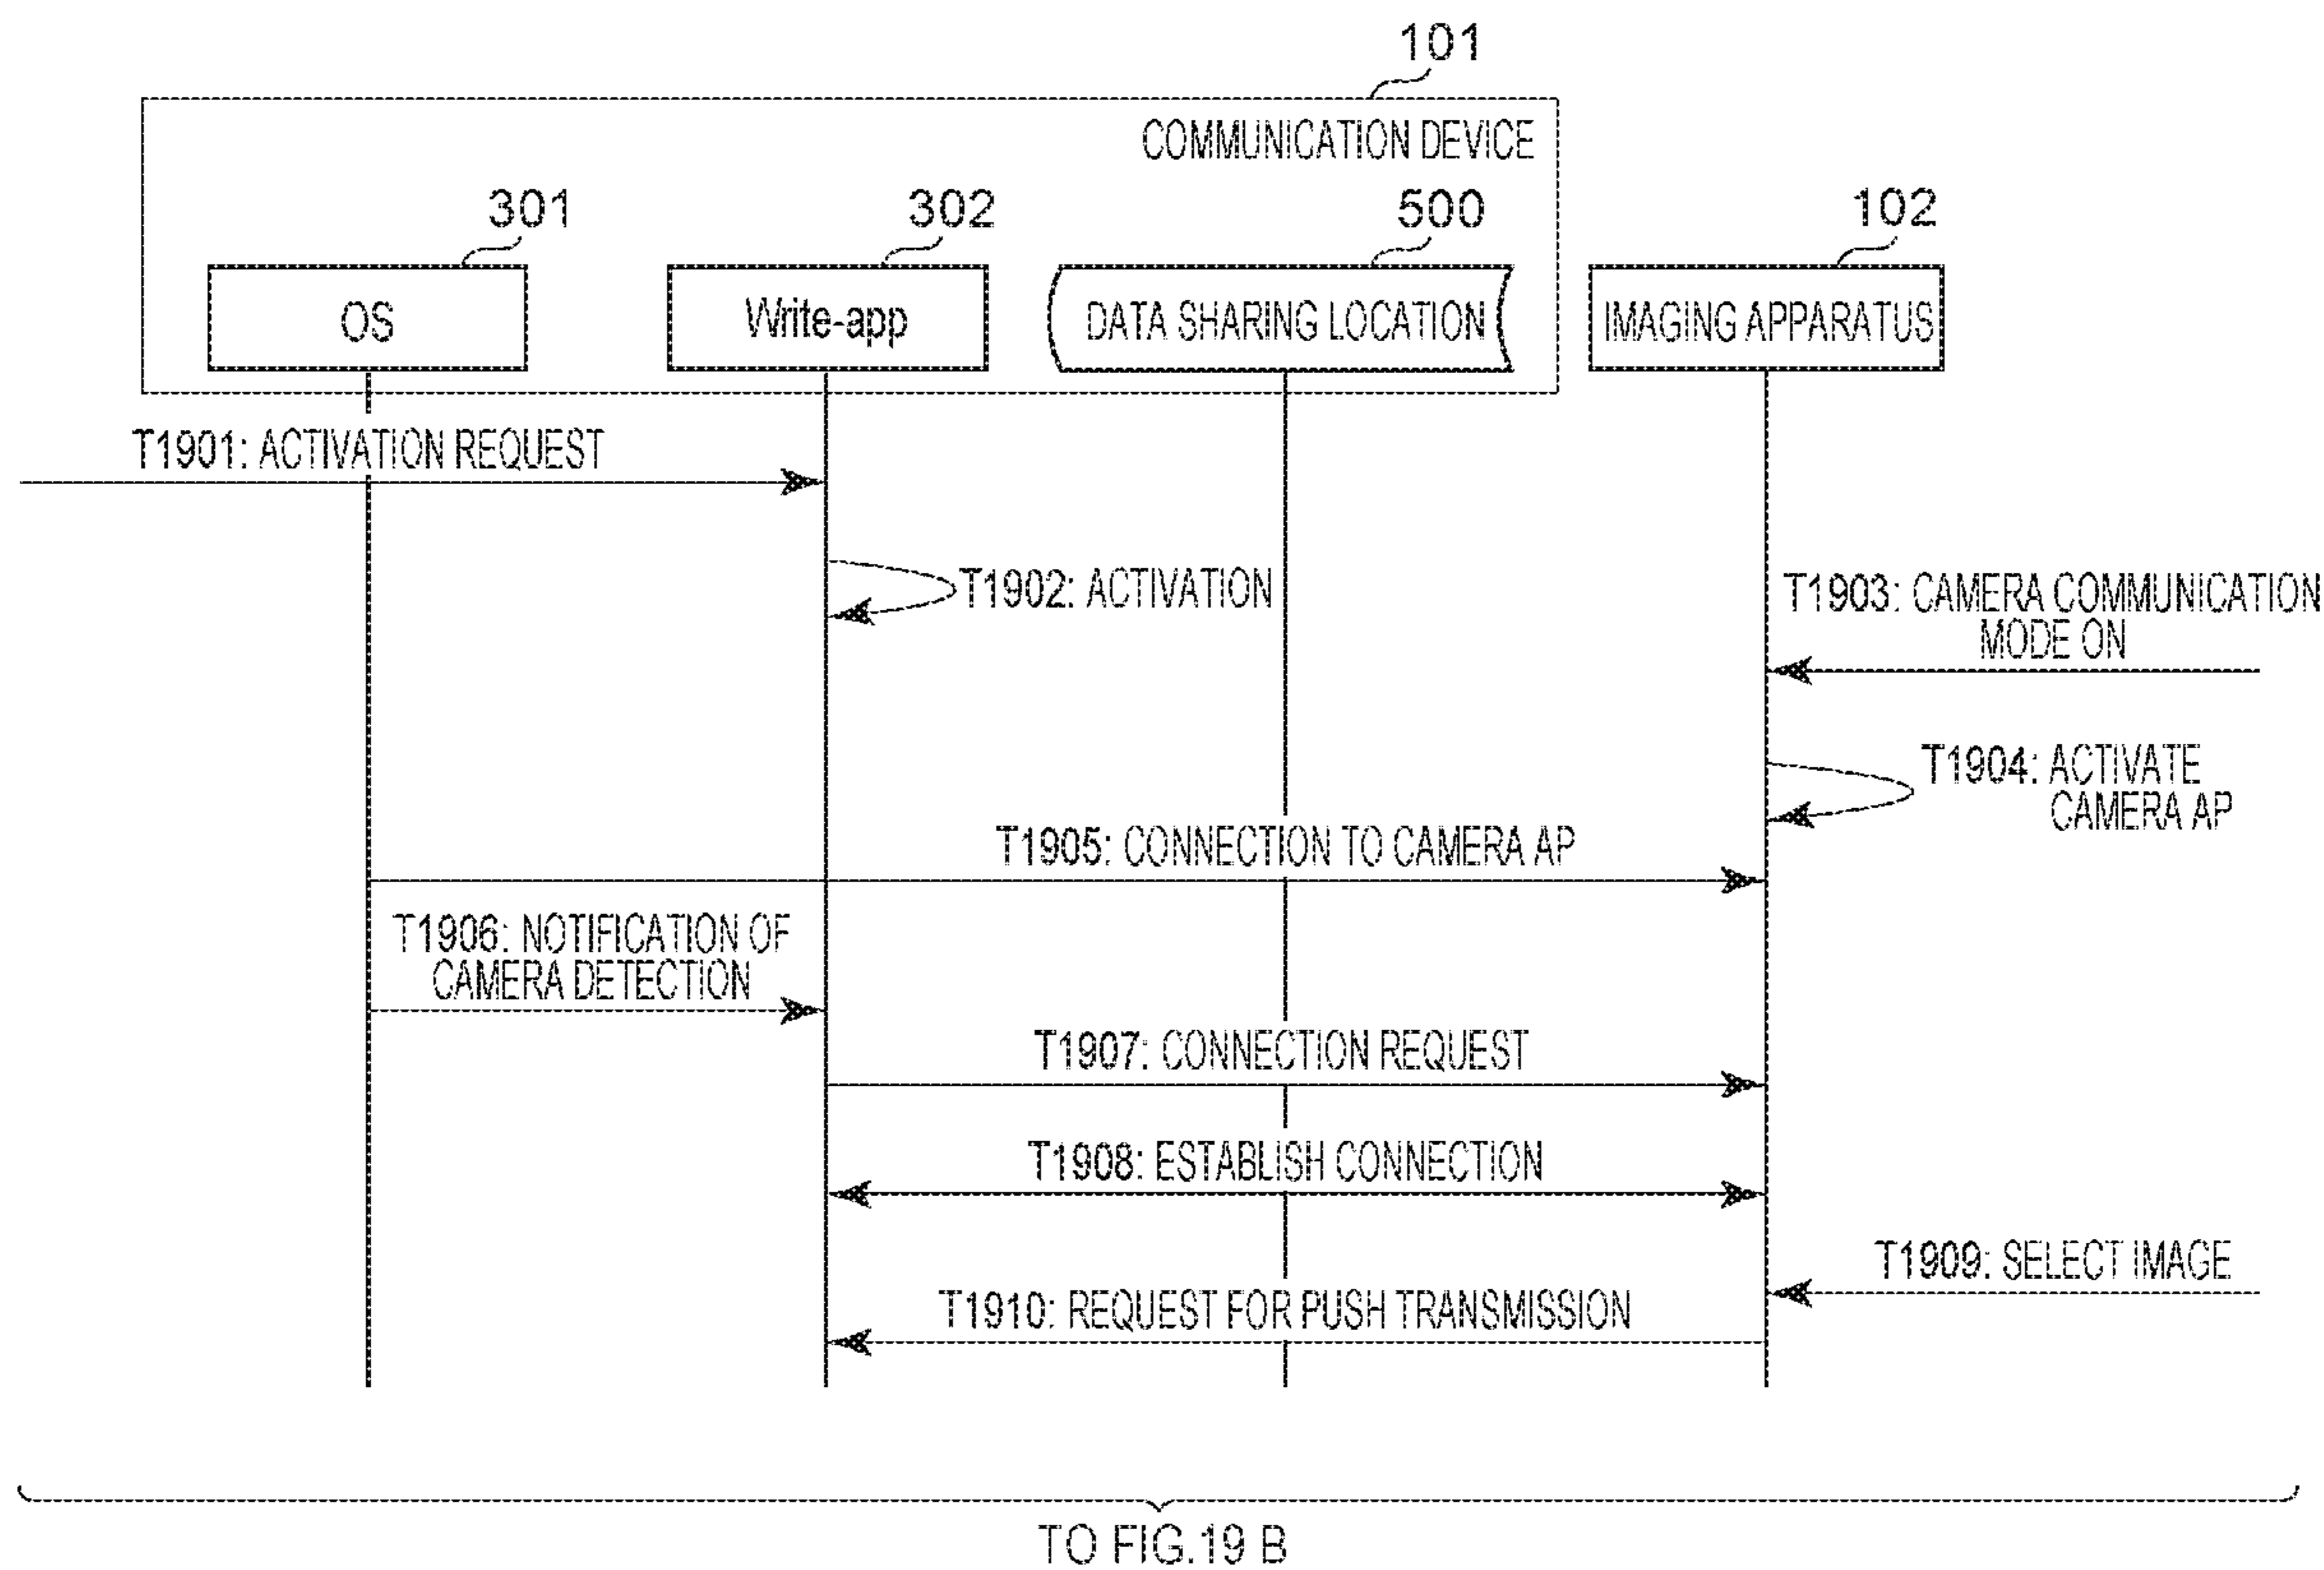 101
COMMUNICATION DEVICE
301
302
500
102
OS
Write-app
DATA SHARING LOCATION
IMAGING APPARATUS
T1901: ACTIVATION REQUEST
T1902: ACTIVATION
T1903: CAMERA COMMUNICATION
MODE ON
T1904: ACTIVATE
CAMERA AP
T1905: CONNECTION TO CAMERA AP
T1906: NOTIFICATION OF
CAMERA DETECTION
T1907: CONNECTION REQUEST
T1908: ESTABLISH CONNECTION
T1909: SELECT IMAGE
T1910: REQUEST FOR PUSH TRANSMISSION
TO FIG.19 B